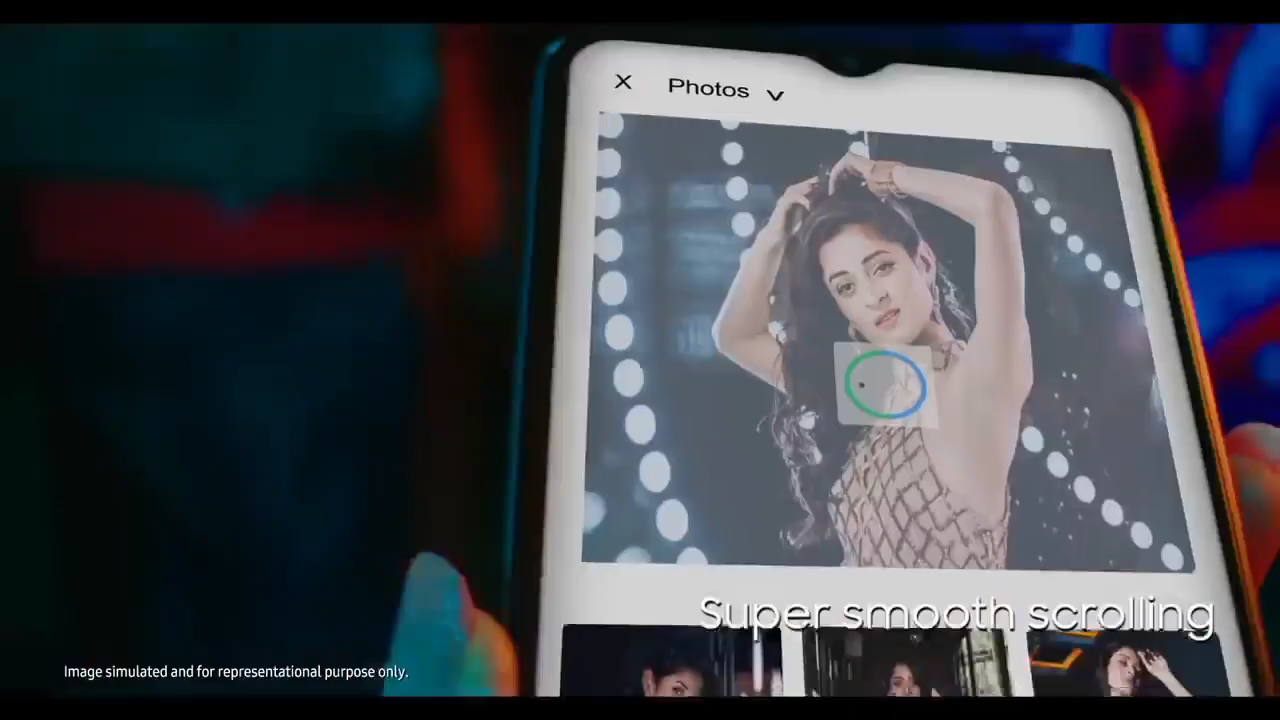 X Photos
Super smooth scrolling
Image simulated and for representational purpose only.